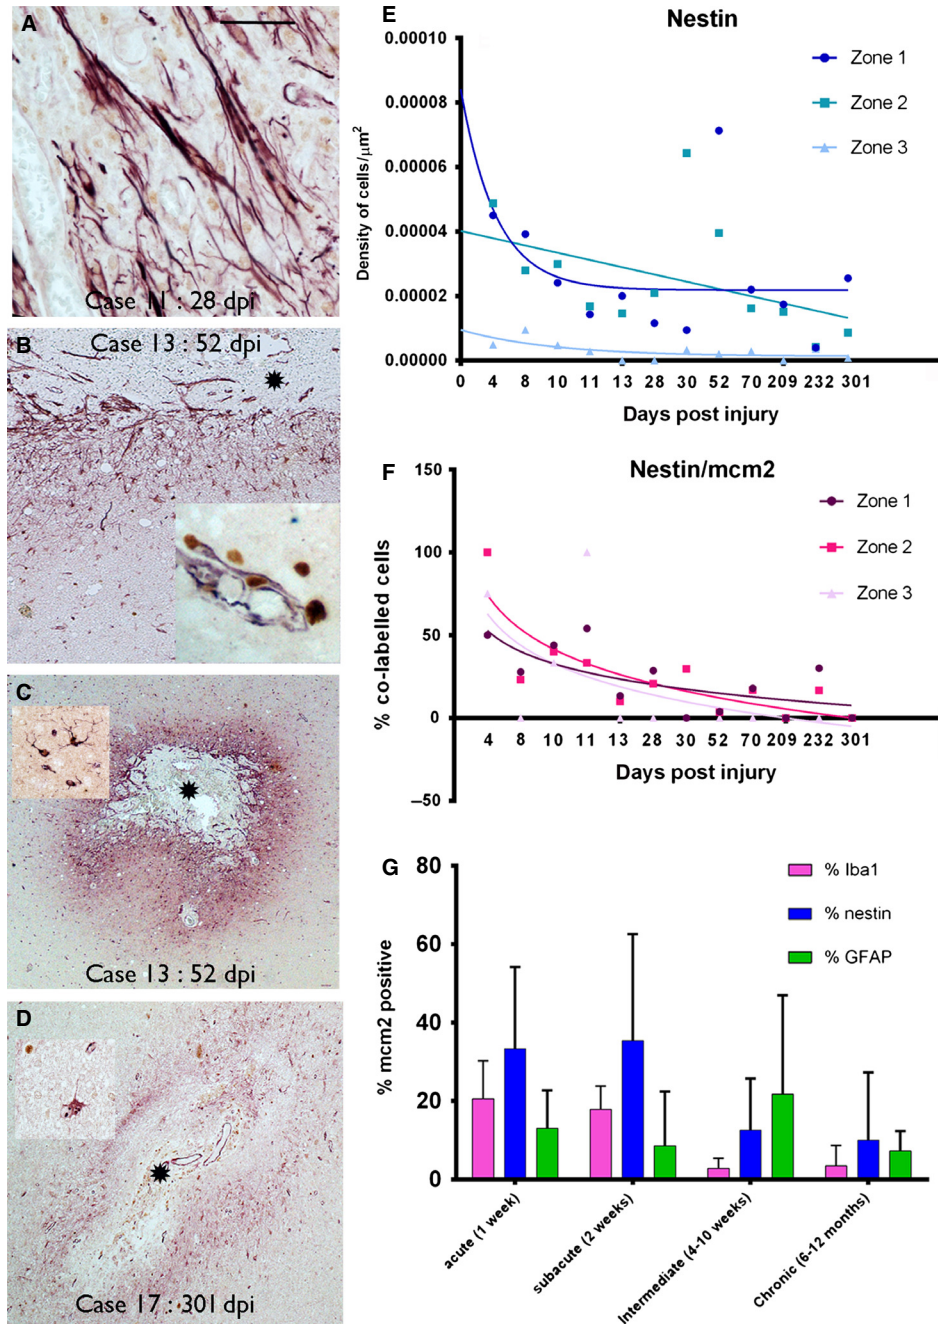 A
Case 11 : 28 dpi
B
Case 13 : 52 dpi
C
Case 13 : 52 dpi
D
Case 17 : 301 dpi
E
Nestin
Density of cells/μm²
0.00010
0.00008
0.00006
0.00004
0.00002
0.00000
0 4 8 10 11 13 28 30 52 70 209 232 301
Days post injury
Zone 1
Zone 2
Zone 3
F
Nestin/mcm2
% co-labelled cells
150
100
50
0
–50
4 8 10 11 13 28 30 52 70 209 232 301
Days post injury
Zone 1
Zone 2
Zone 3
G
% mcm2 positive
80
60
40
20
0
% Iba1
% nestin
% GFAP
acute (1 week)
subacute (2 weeks)
Intermediate (4-10 weeks)
Chronic (6-12 months)